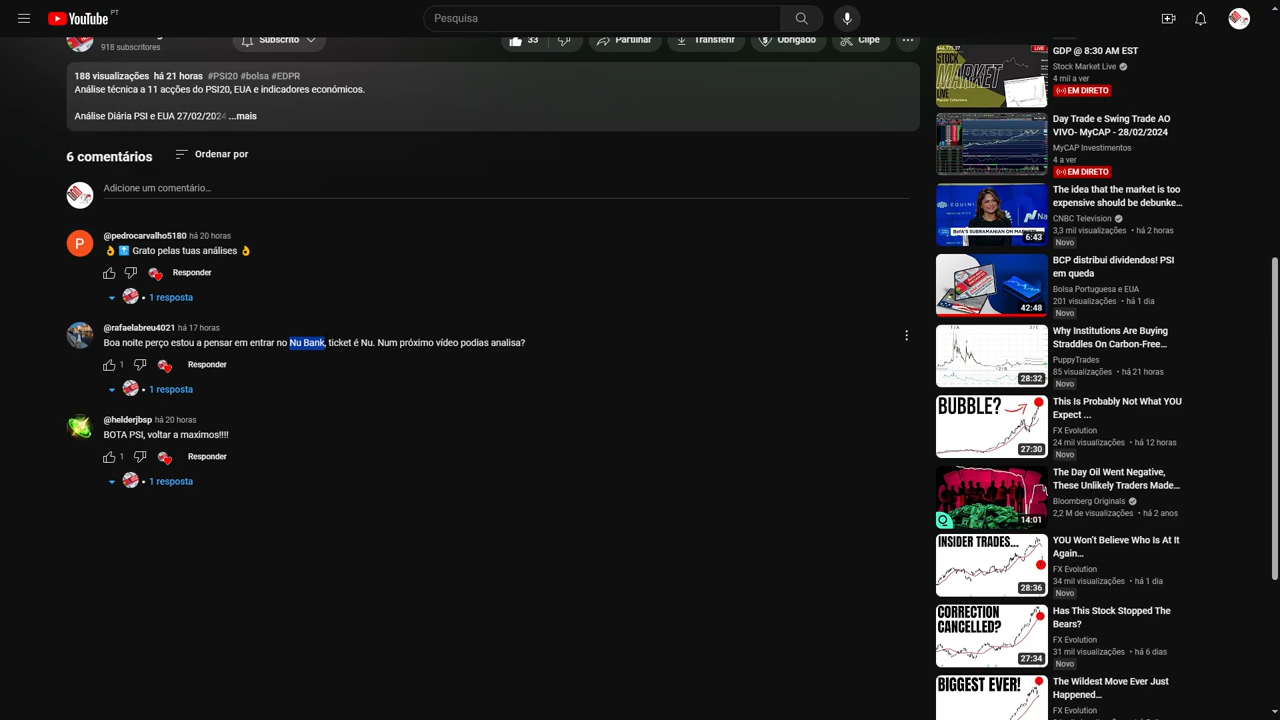 YouTube PT
Pesquisa
918 subscritores
Subscrito
33
Partilhar
Transferir
Obrigado
Clipe
188 visualizações há 21 horas #PSI20 #bolsa #EDPR
Análise técnica a 11 acções do PSI20, EUA e indicadores no futebol.
Análise Diária PSI e EUA 27/02/2024 ...mais
6 comentários
Ordenar por
Adicione um comentário...
P
@pedrocarvalho5180 há 20 horas
👌 ⬆️ Grato pelas tuas análises 👌
Responder
• 1 resposta
@rafaelabreu4021 há 17 horas
Boa noite perço estou a pensar em entrar no Nu Bank, ticket é Nu. Num próximo vídeo podias analisa?
1
Responder
• 1 resposta
@helderjbsp há 20 horas
BOTA PSI, voltar a maximos!!!!
1
Responder
• 1 resposta
LIVE
STOCK
MARKET
LIVE
GDP @ 8:30 AM EST
Stock Market Live
4 mil a ver
EM DIRETO
Day Trade e Swing Trade AO
VIVO- MyCAP - 28/02/2024
MyCAP Investimentos
4 a ver
EM DIRETO
BofA'S SUBRAMANIAN ON MARKETS
6:43
The idea that the market is too
expensive should be debunke...
CNBC Television
3,3 mil visualizações • há 2 horas
Novo
42:48
BCP distribui dividendos! PSI
em queda
Bolsa Portuguesa e EUA
201 visualizações • há 1 dia
Novo
28:32
Why Institutions Are Buying
Straddles On Carbon-Free...
PuppyTrades
85 visualizações • há 21 horas
Novo
BUBBLE?
27:30
This Is Probably Not What YOU
Expect ...
FX Evolution
24 mil visualizações • há 12 horas
Novo
14:01
The Day Oil Went Negative,
These Unlikely Traders Made...
Bloomberg Originals
2,2 M de visualizações • há 2 anos
INSIDER TRADES...
28:36
YOU Won't Believe Who Is At It
Again...
FX Evolution
34 mil visualizações • há 1 dia
Novo
CORRECTION
CANCELLED?
27:34
Has This Stock Stopped The
Bears?
FX Evolution
31 mil visualizações • há 6 dias
Novo
BIGGEST EVER!
The Wildest Move Ever Just
Happened...
FX Evolution